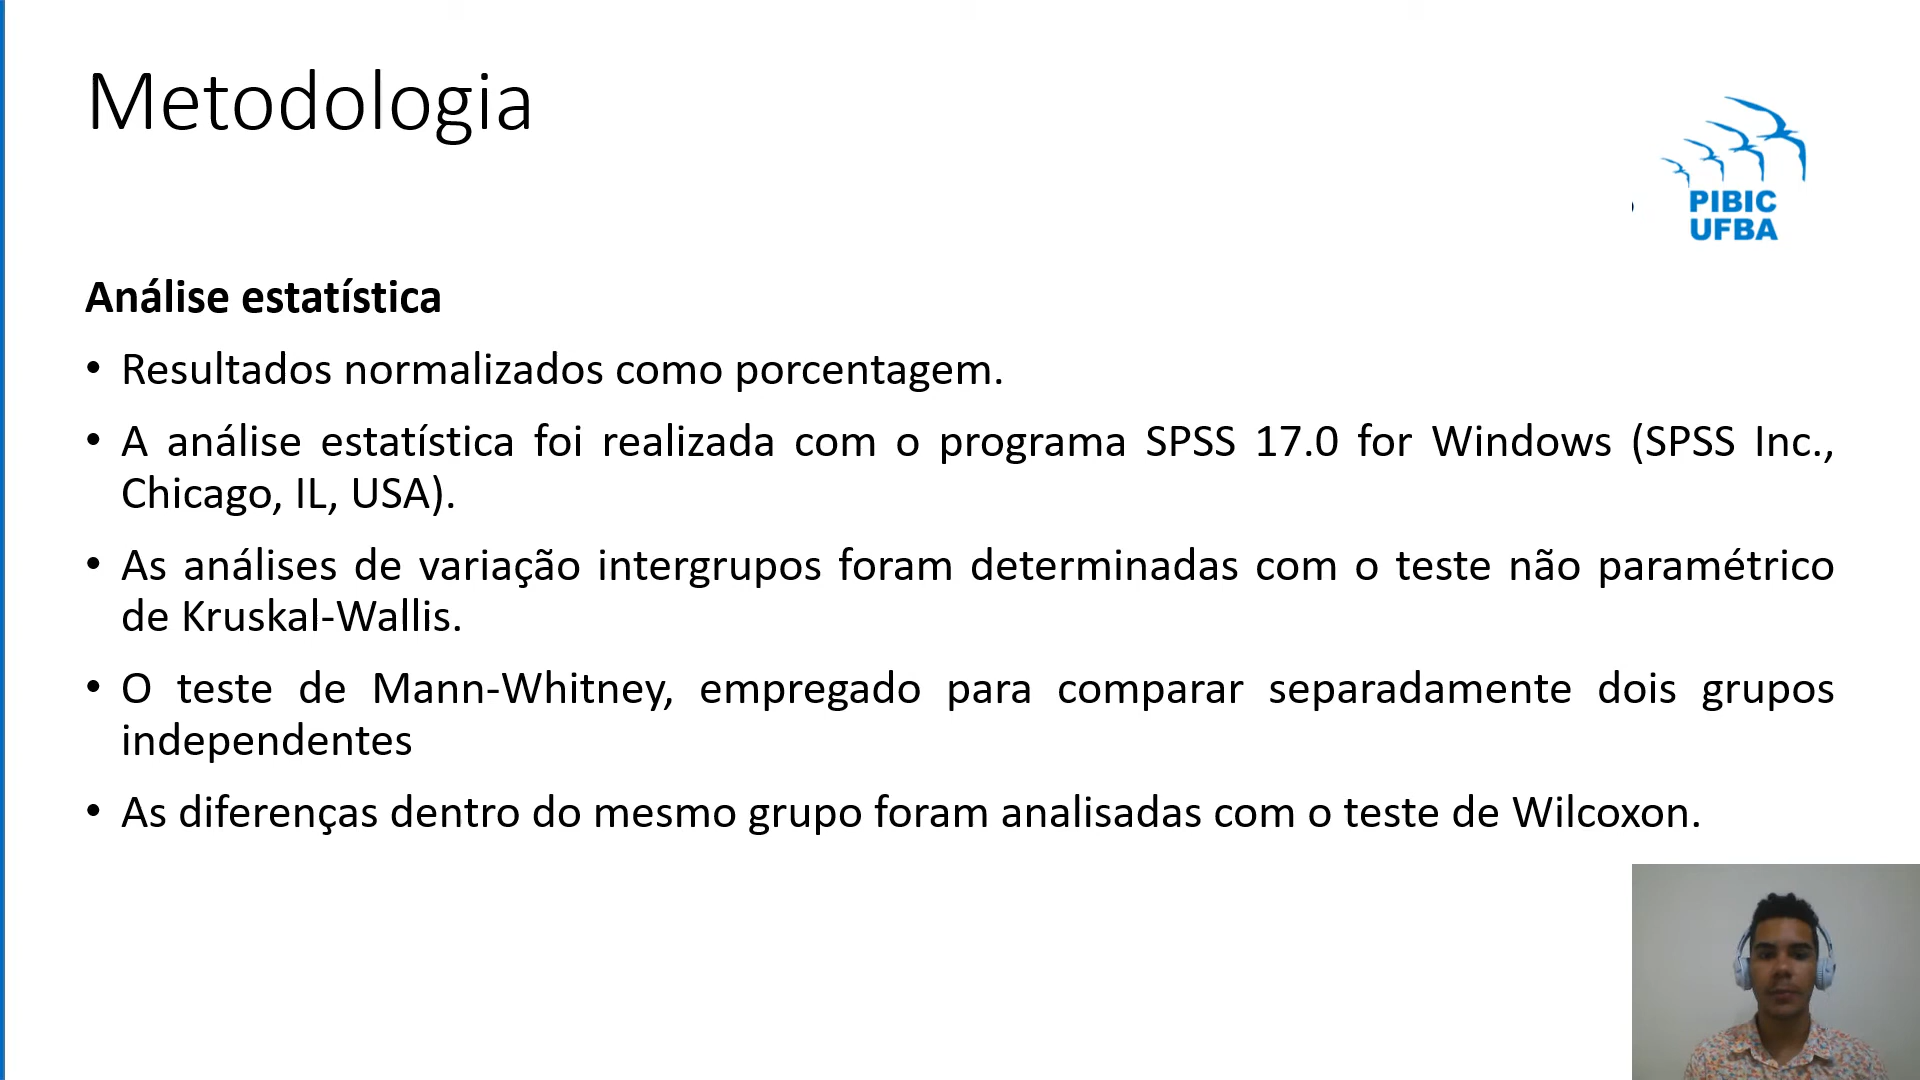 Metodologia
PIBIC
UFBA
Análise estatística
• Resultados normalizados como porcentagem.
• A análise estatística foi realizada com o programa SPSS 17.0 for Windows (SPSS Inc.,
Chicago, IL, USA).
• As análises de variação intergrupos foram determinadas com o teste não paramétrico
de Kruskal-Wallis.
• O teste de Mann-Whitney, empregado para comparar separadamente dois grupos
independentes
• As diferenças dentro do mesmo grupo foram analisadas com o teste de Wilcoxon.